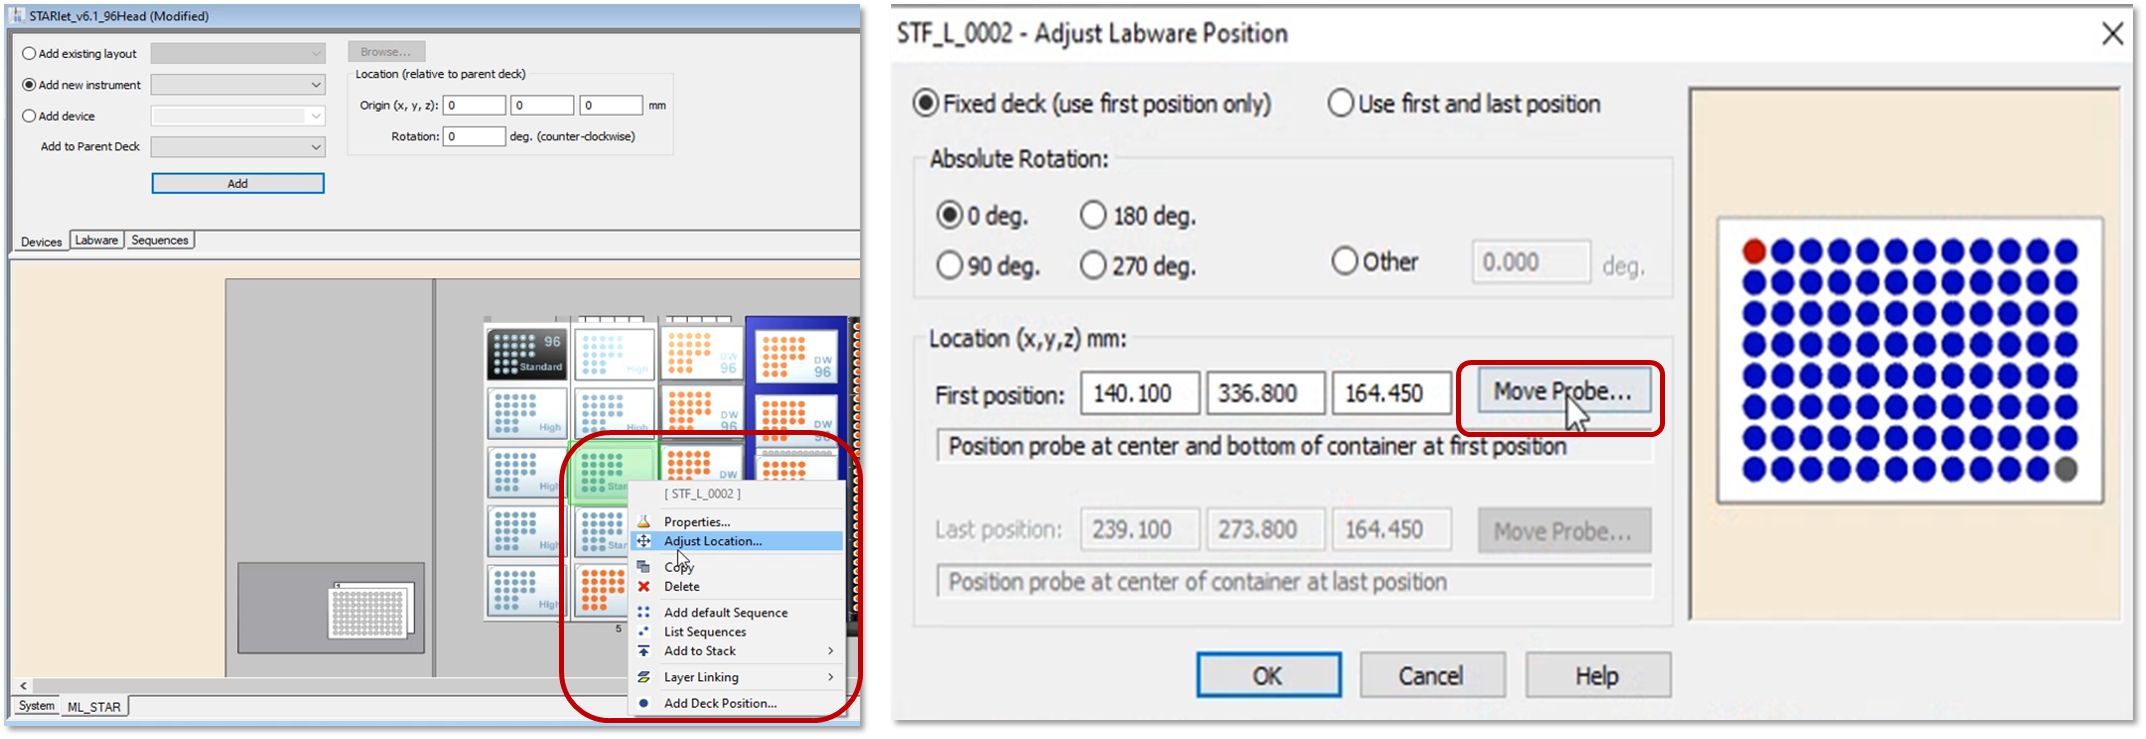 STARlet_v6.1_96Head (Modified)
Add existing layout
Browse...
Location (relative to parent deck)
Add new instrument
Origin (x, y, z): 0 0 0 mm
Add device
Rotation: 0 deg. (counter-clockwise)
Add to Parent Deck
Add
Devices Labware Sequences
96
Standard
High
DW
96
DW
96
High
High
DW
96
DW
96
High
Stan
DW
High
Star
High
5
[ STF_L_0002 ]
Properties...
Adjust Location...
Copy
Delete
Add default Sequence
List Sequences
Add to Stack
Layer Linking
Add Deck Position...
System ML_STAR
STF_L_0002 - Adjust Labware Position
Fixed deck (use first position only) Use first and last position
Absolute Rotation:
0 deg. 180 deg.
90 deg. 270 deg. Other 0.000 deg.
Location (x,y,z) mm:
First position: 140.100 336.800 164.450 Move Probe...
Position probe at center and bottom of container at first position
Last position: 239.100 273.800 164.450 Move Probe...
Position probe at center of container at last position
OK Cancel Help